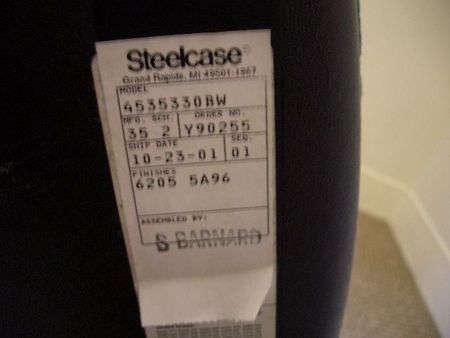 Steelcase®
Grand Rapids, MI 49501-1967
MODEL
4535330BW
MFG. SCH. ORDER NO.
35 2 Y90255
SHIP DATE SEQ.
10-23-01 01
FINISHES
6205 5A96
ASSEMBLED BY:
S BARNARD